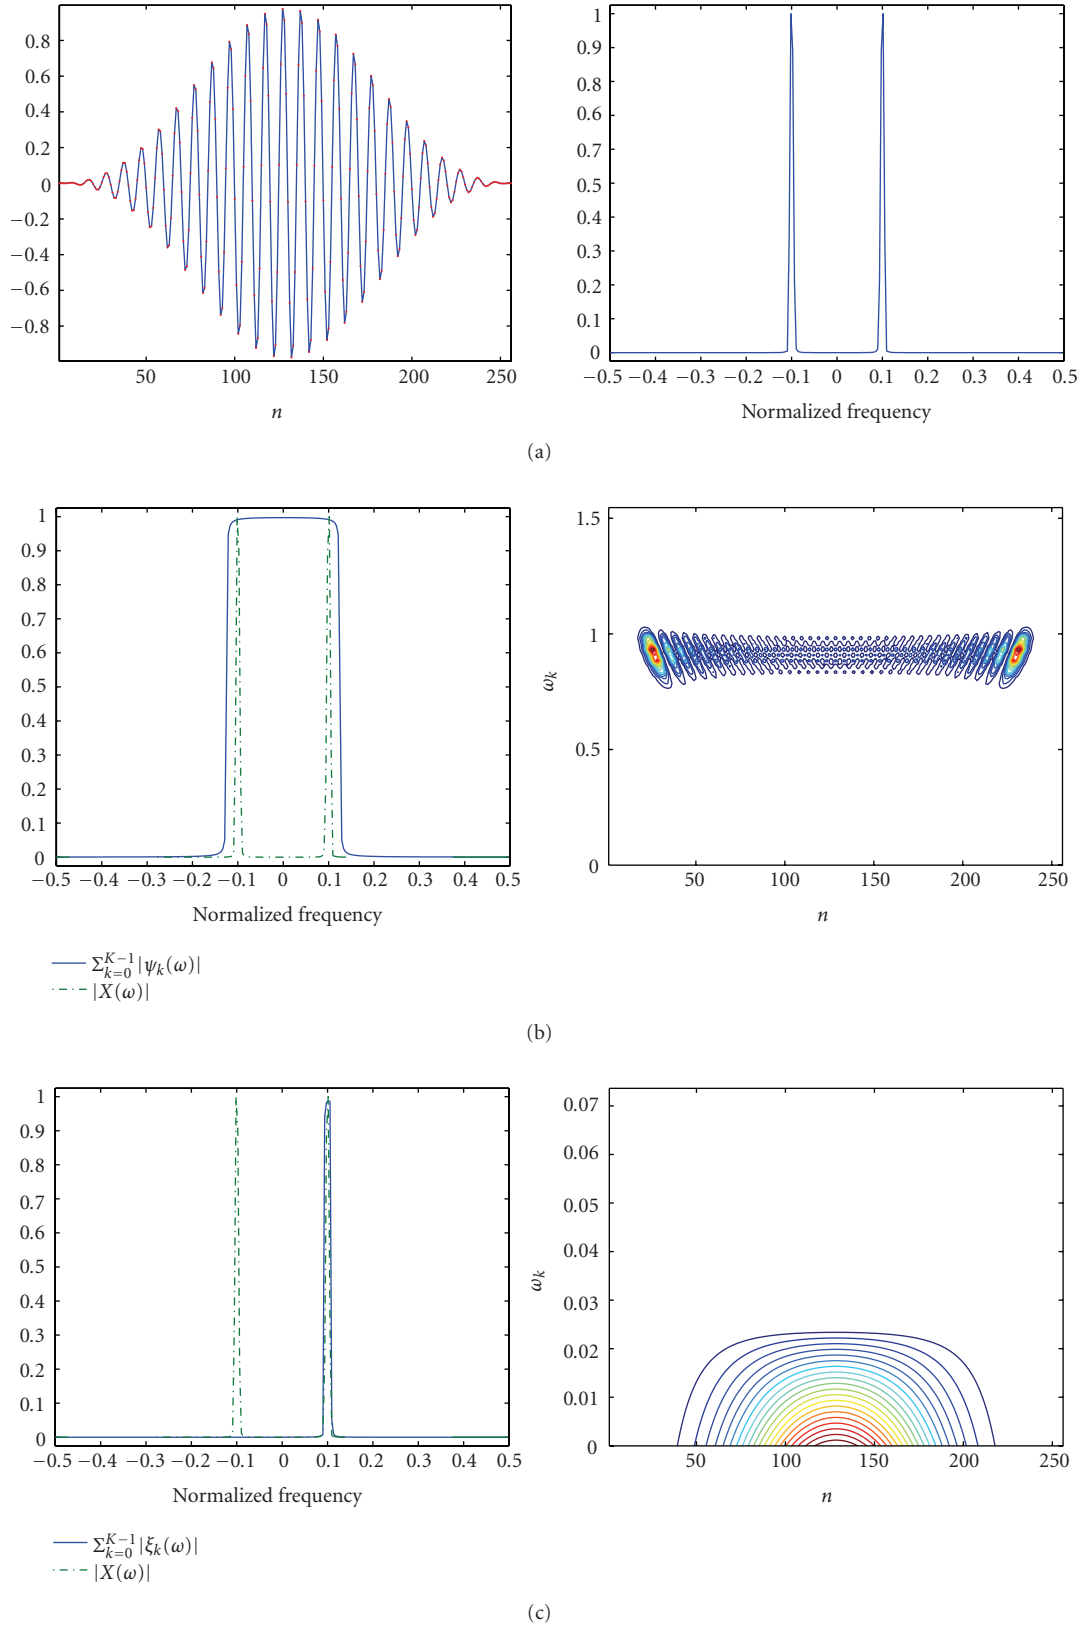 0.8
0.6
0.4
0.2
0
−0.2
−0.4
−0.6
−0.8
50 100 150 200 250
n
1
0.1
0.8
0.6
0.7
0.5
0.4
0.3
0.2
0.1
0
−0.5 −0.4 −0.3 −0.2 −0.1 0 0.1 0.2 0.3 0.4 0.5
Normalized frequency
(a)
1
0.9
0.8
0.7
0.6
0.5
0.4
0.3
0.2
0.1
0
−0.5 −0.4 −0.3 −0.2 −0.1 0 0.1 0.2 0.3 0.4 0.5
Normalized frequency
Σ_{k=0}^{K−1} |ψ_k(ω)|
|X(ω)|
1.5
1
0.5
0
ω_k
50 100 150 200 250
n
(b)
1
0.9
0.8
0.7
0.6
0.5
0.4
0.3
0.2
0.1
0
−0.5 −0.4 −0.3 −0.2 −0.1 0 0.1 0.2 0.3 0.4 0.5
Normalized frequency
Σ_{k=0}^{K−1} |ξ_k(ω)|
|X(ω)|
0.07
0.06
0.05
0.04
0.03
0.02
0.01
0
ω_k
50 100 150 200 250
n
(c)